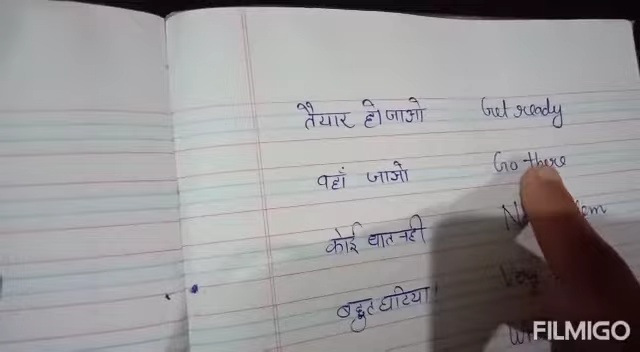 तैयार हो जाओ Get ready
वहाँ जाओ Go there
कोई बात नही
बहुत घटिया।
FILMIGO